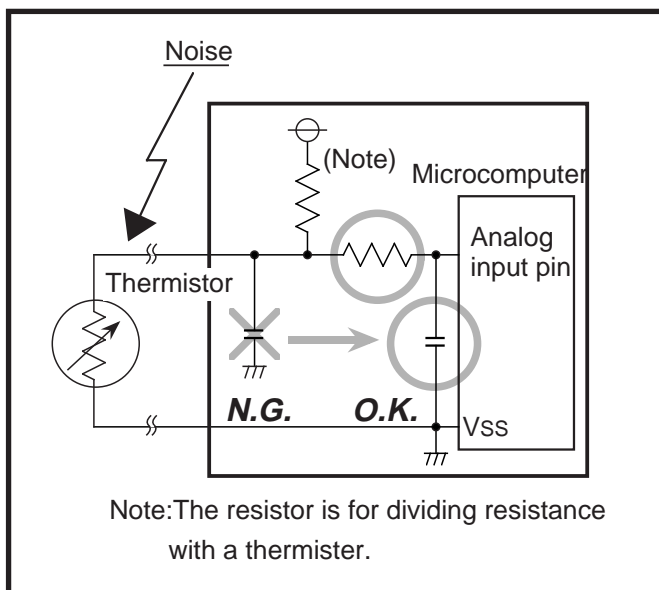 Noise
(Note)
Microcomputer
Analog
input pin
Thermistor
N.G.
O.K.
VSS
Note:The resistor is for dividing resistance
with a thermister.